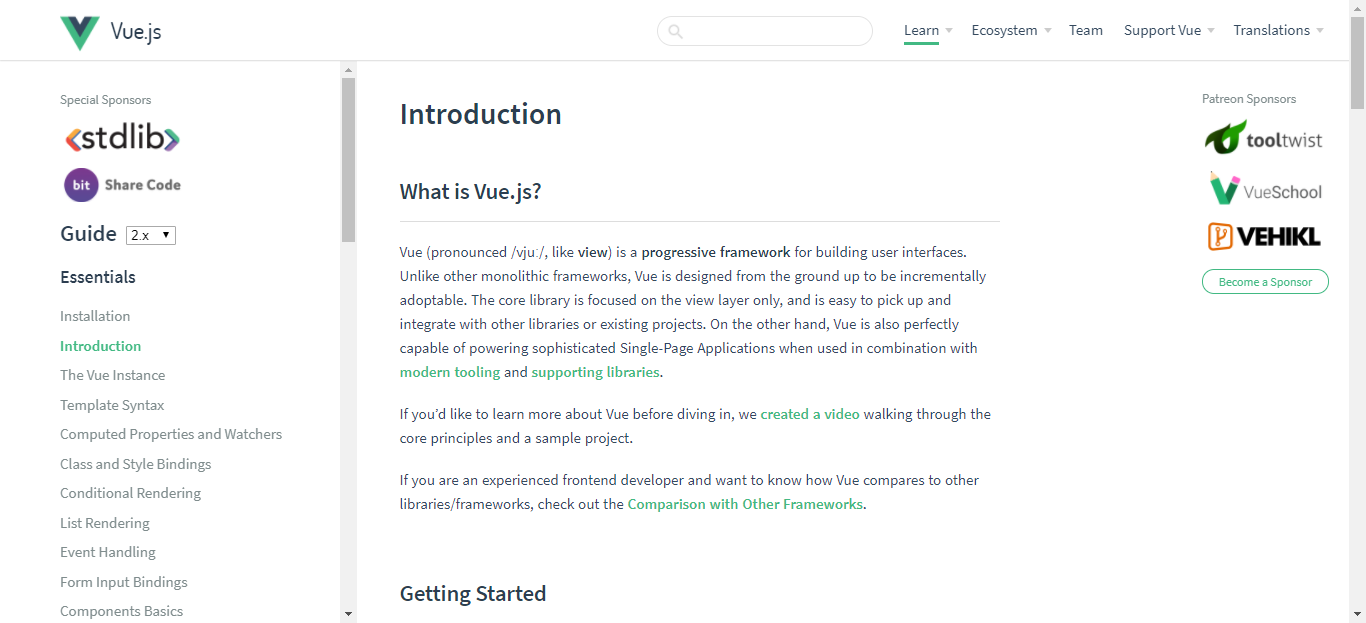 Vue.js
Learn Ecosystem Team Support Vue Translations
Special Sponsors
<stdlib>
bit Share Code
Guide 2.x
Essentials
Installation
Introduction
The Vue Instance
Template Syntax
Computed Properties and Watchers
Class and Style Bindings
Conditional Rendering
List Rendering
Event Handling
Form Input Bindings
Components Basics
Introduction
What is Vue.js?
Vue (pronounced /vjuː/, like view) is a progressive framework for building user interfaces.
Unlike other monolithic frameworks, Vue is designed from the ground up to be incrementally
adoptable. The core library is focused on the view layer only, and is easy to pick up and
integrate with other libraries or existing projects. On the other hand, Vue is also perfectly
capable of powering sophisticated Single-Page Applications when used in combination with
modern tooling and supporting libraries.
If you’d like to learn more about Vue before diving in, we created a video walking through the
core principles and a sample project.
If you are an experienced frontend developer and want to know how Vue compares to other
libraries/frameworks, check out the Comparison with Other Frameworks.
Getting Started
Patreon Sponsors
tooltwist
VueSchool
VEHIKL
Become a Sponsor